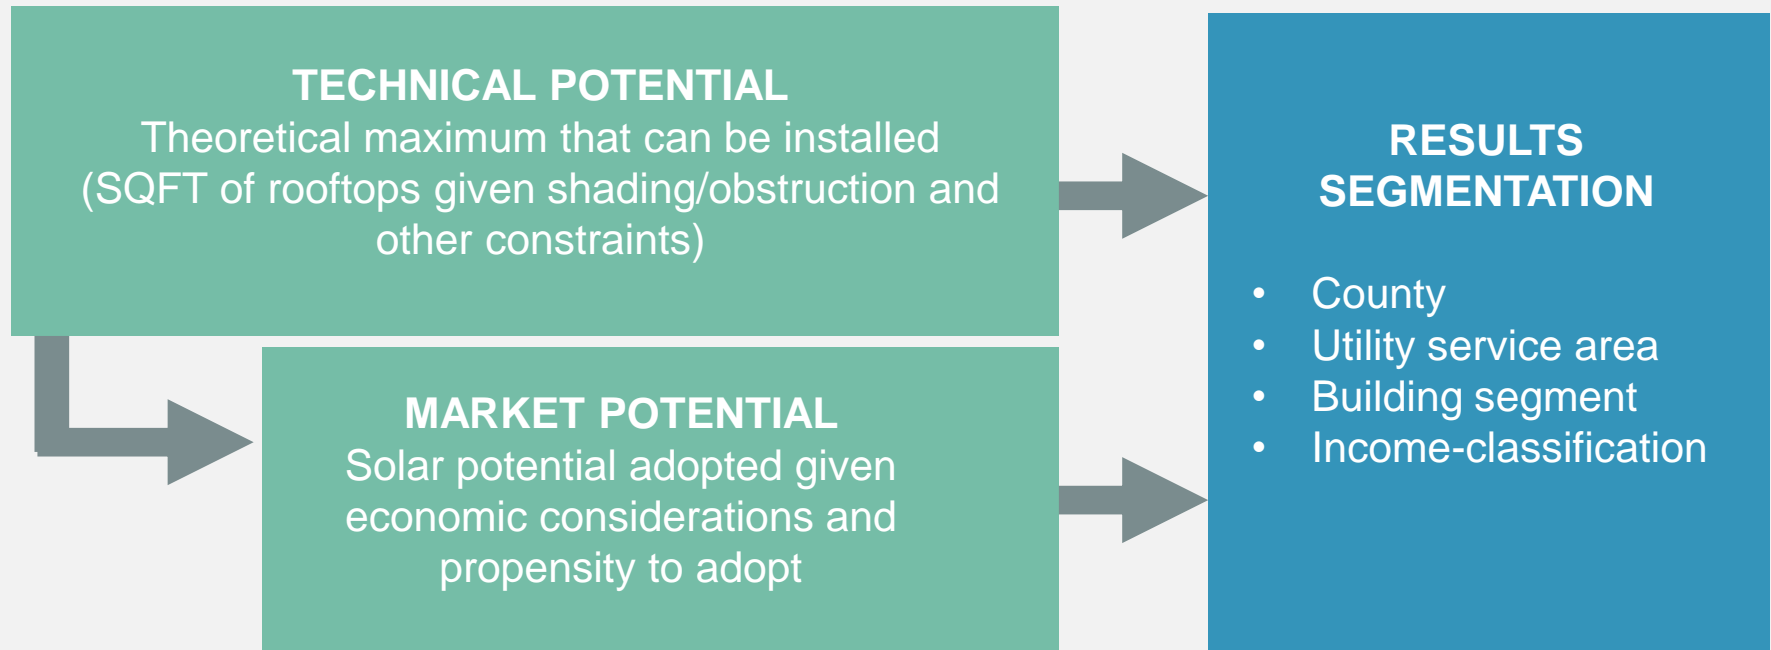 TECHNICAL POTENTIAL
Theoretical maximum that can be installed
(SQFT of rooftops given shading/obstruction and
other constraints)
MARKET POTENTIAL
Solar potential adopted given
economic considerations and
propensity to adopt
RESULTS
SEGMENTATION
• County
• Utility service area
• Building segment
• Income-classification